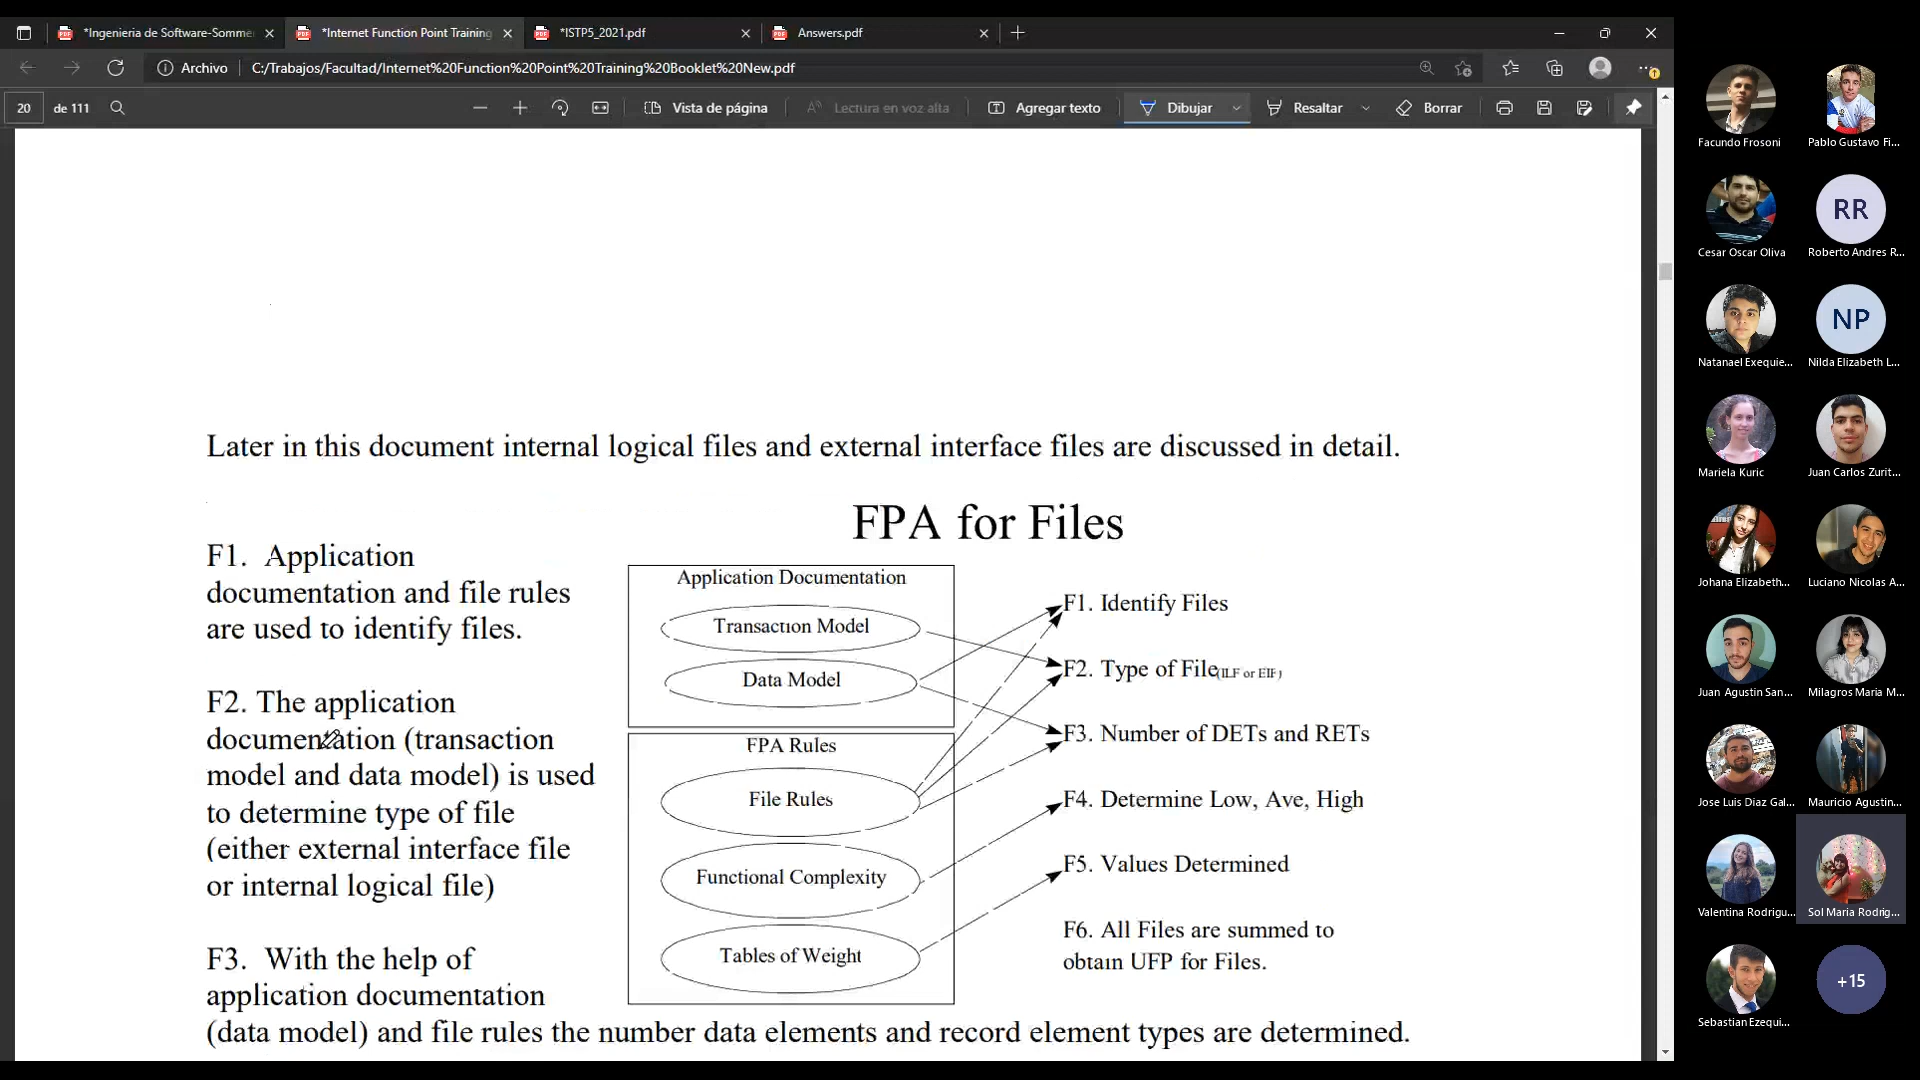 *Ingenieria de Software-Somme
*Internet Function Point Training
*ISTP5_2021.pdf
Answers.pdf
Archivo
C:/Trabajos/Facultad/Internet%20Function%20Point%20Training%20Booklet%20New.pdf
20
de 111
Vista de página
Lectura en voz alta
Agregar texto
Dibujar
Resaltar
Borrar
Later in this document internal logical files and external interface files are discussed in detail.
FPA for Files
F1. Application
documentation and file rules
are used to identify files.
F2. The application
documentation (transaction
model and data model) is used
to determine type of file
(either external interface file
or internal logical file)
F3. With the help of
application documentation
(data model) and file rules the number data elements and record element types are determined.
Application Documentation
Transaction Model
Data Model
FPA Rules
File Rules
Functional Complexity
Tables of Weight
F1. Identify Files
F2. Type of File(ILF or EIF)
F3. Number of DETs and RETs
F4. Determine Low, Ave, High
F5. Values Determined
F6. All Files are summed to
obtain UFP for Files.
Facundo Frosoni
Pablo Gustavo Fi...
Cesar Oscar Oliva
RR
Roberto Andres R...
Natanael Exequie...
NP
Nilda Elizabeth L...
Mariela Kuric
Juan Carlos Zurit...
Johana Elizabeth...
Luciano Nicolas A...
Juan Agustin San...
Milagros Maria M...
Jose Luis Diaz Gal...
Mauricio Agustin...
Valentina Rodrigu...
Sol Maria Rodrig...
Sebastian Ezequi...
+15